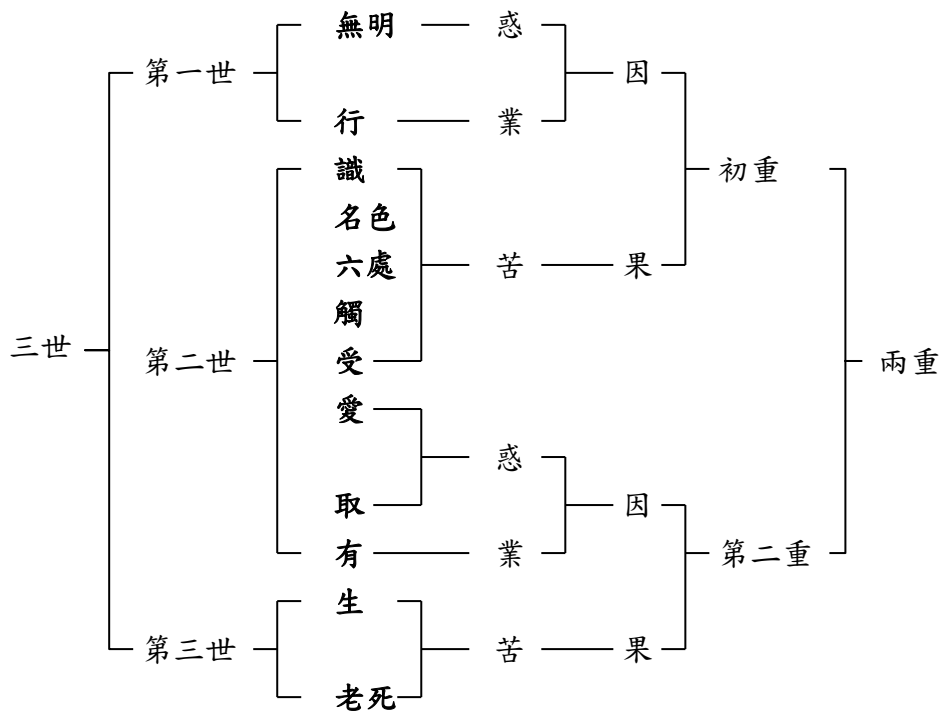 無明 惑
第一世 因
行 業
識 初重
名色
六處 苦 果
觸
三世 第二世 受 兩重
愛
惑
取 因
有 業 第二重
生
第三世 苦 果
老死